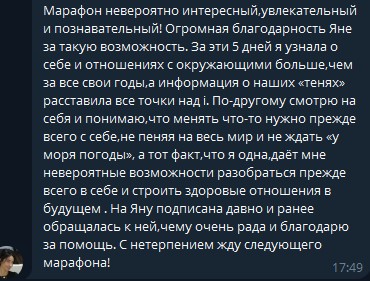 Марафон невероятно интересный,увлекательный
и познавательный! Огромная благодарность Яне
за такую возможность. За эти 5 дней я узнала о
себе и отношениях с окружающими больше,чем
за все свои годы,а информация о наших «тенях»
расставила все точки над i. По-другому смотрю на
себя и понимаю,что менять что-то нужно прежде
всего с себя,не пеняя на весь мир и не ждать «у
моря погоды», а тот факт,что я одна,даёт мне
невероятные возможности разобраться прежде
всего в себе и строить здоровые отношения в
будущем . На Яну подписана давно и ранее
обращалась к ней,чему очень рада и благодарю
за помощь. С нетерпением жду следующего
марафона!
17:49